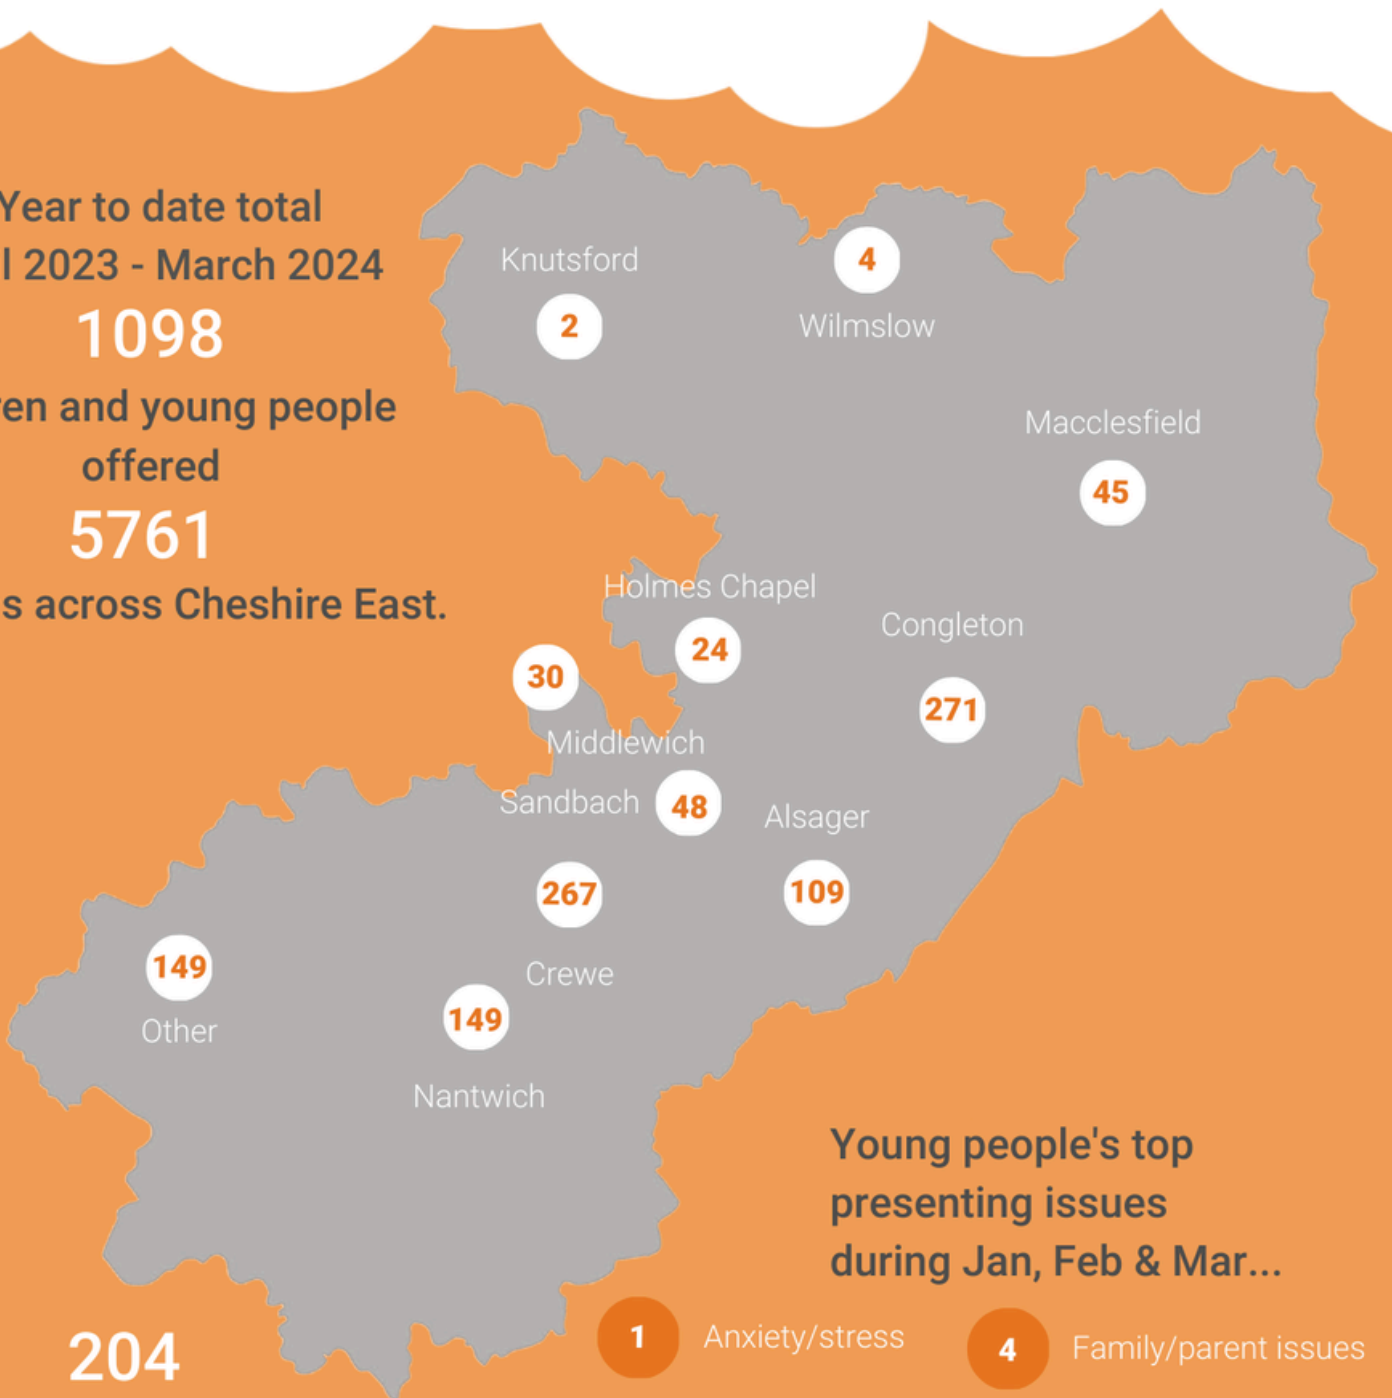 Year to date total
l 2023 - March 2024
1098
en and young people
offered
5761
s across Cheshire East.
Knutsford
2
4
Wilmslow
Macclesfield
45
Holmes Chapel
24
Congleton
271
30
Middlewich
Sandbach 48
Alsager
109
267
Crewe
149
Other
149
Nantwich
Young people's top
presenting issues
during Jan, Feb & Mar...
204
1 Anxiety/stress
4 Family/parent issues